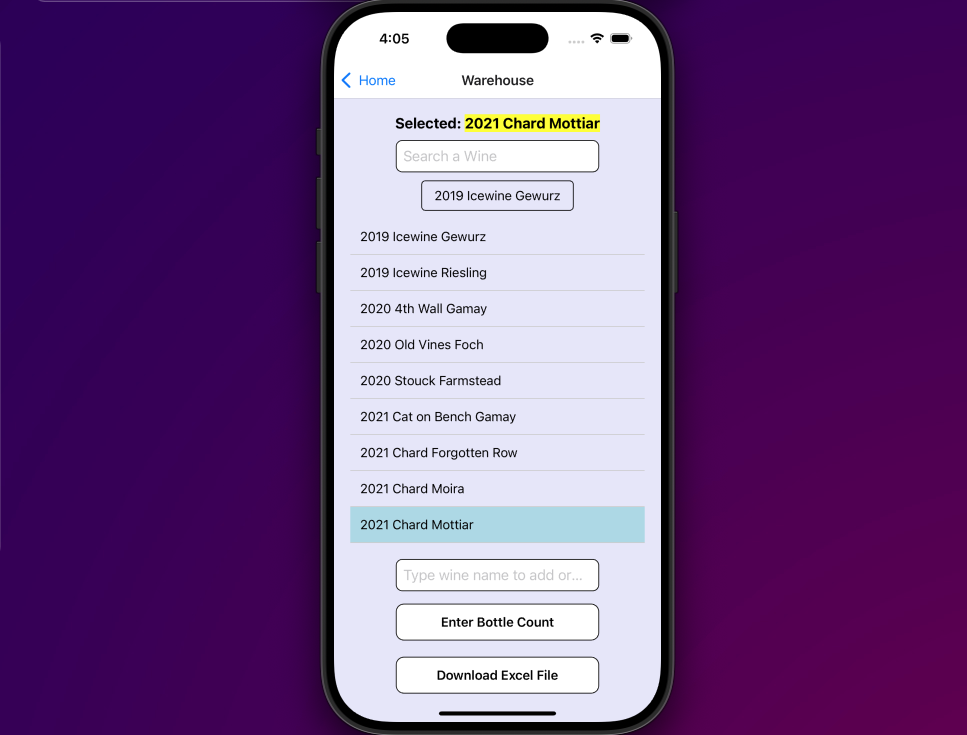 4:05
Home
Warehouse
Selected: 2021 Chard Mottiar
Search a Wine
2019 Icewine Gewurz
2019 Icewine Gewurz
2019 Icewine Riesling
2020 4th Wall Gamay
2020 Old Vines Foch
2020 Stouck Farmstead
2021 Cat on Bench Gamay
2021 Chard Forgotten Row
2021 Chard Moira
2021 Chard Mottiar
Type wine name to add or...
Enter Bottle Count
Download Excel File